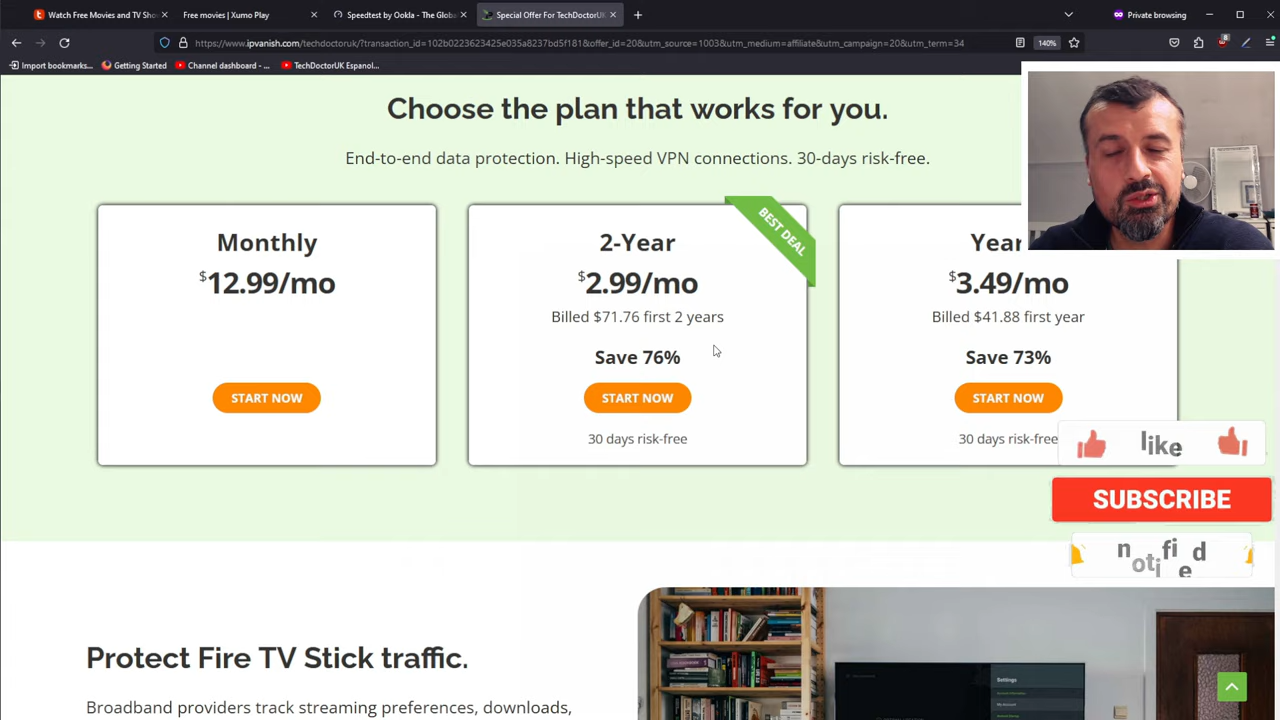 Watch Free Movies and TV Sho
Free movies | Xumo Play
Speedtest by Ookla - The Globa
Special Offer For TechDoctorUK
Private browsing
https://www.ipvanish.com/techdoctoruk/?transaction_id=102b0223623425e035a8237bd5f181&offer_id=20&utm_source=1003&utm_medium=affiliate&utm_campaign=20&utm_term=34
140%
8
Import bookmarks...
Getting Started
Channel dashboard - ...
TechDoctorUK Espanol...
Choose the plan that works for you.
End-to-end data protection. High-speed VPN connections. 30-days risk-free.
BEST DEAL
Monthly
$12.99/mo
START NOW
2-Year
$2.99/mo
Billed $71.76 first 2 years
Save 76%
START NOW
30 days risk-free
Year
$3.49/mo
Billed $41.88 first year
Save 73%
START NOW
30 days risk-free
like
SUBSCRIBE
notified
Protect Fire TV Stick traffic.
Broadband providers track streaming preferences, downloads,
Settings